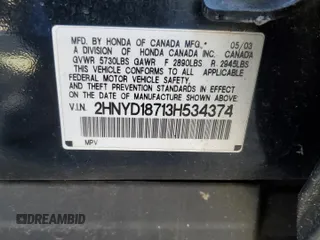 MFD. BY HONDA OF CANADA MFG. 05/03
A DIVISION OF HONDA CANADA INC. CANADA
GVWR 5730LBS GAWR F 2890LBS R 2945LBS
THIS VEHICLE CONFORMS TO ALL APPLICABLE
FEDERAL MOTOR VEHICLE SAFETY
AND THEFT PREVENTION STANDARDS IN EFFECT ON
THE DATE OF MANUFACTURE SHOWN ABOVE.
V.I.N. 2HNYD18713H534374
MPV
DREAMBID